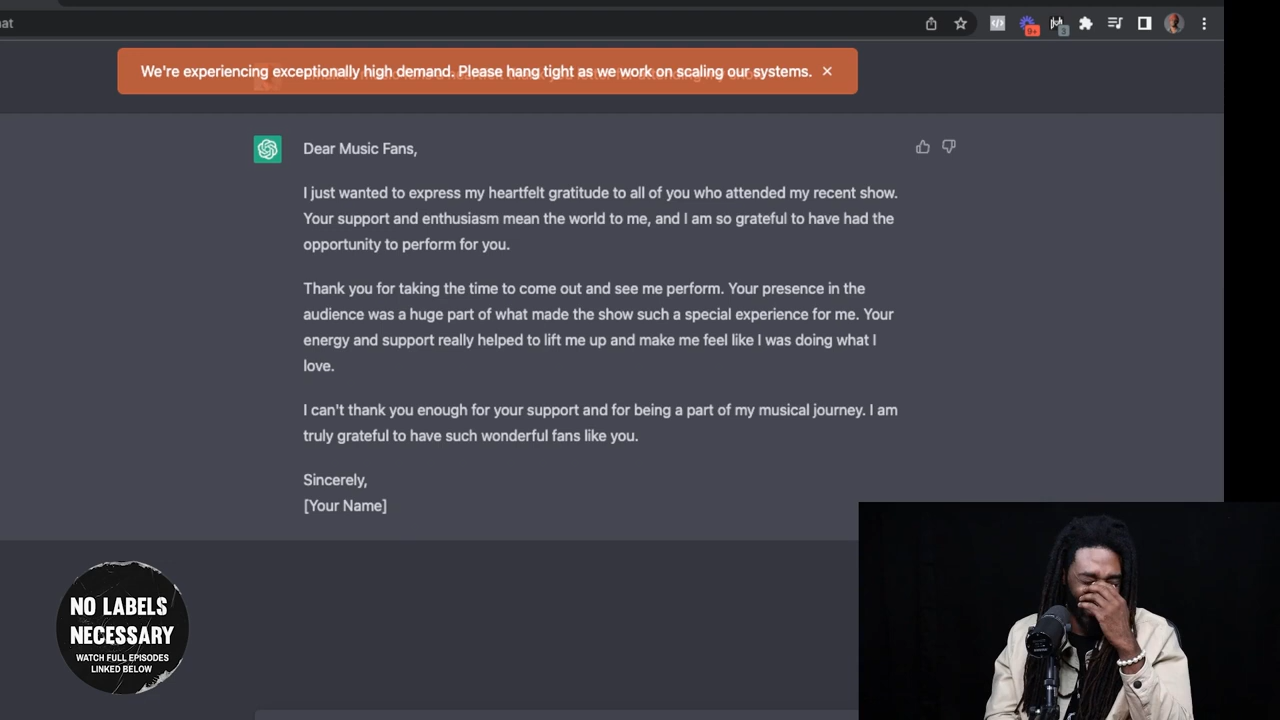 nat
9+
3
We're experiencing exceptionally high demand. Please hang tight as we work on scaling our systems. ×
Dear Music Fans,
I just wanted to express my heartfelt gratitude to all of you who attended my recent show.
Your support and enthusiasm mean the world to me, and I am so grateful to have had the
opportunity to perform for you.
Thank you for taking the time to come out and see me perform. Your presence in the
audience was a huge part of what made the show such a special experience for me. Your
energy and support really helped to lift me up and make me feel like I was doing what I
love.
I can't thank you enough for your support and for being a part of my musical journey. I am
truly grateful to have such wonderful fans like you.
Sincerely,
[Your Name]
NO LABELS
NECESSARY
WATCH FULL EPISODES
LINKED BELOW